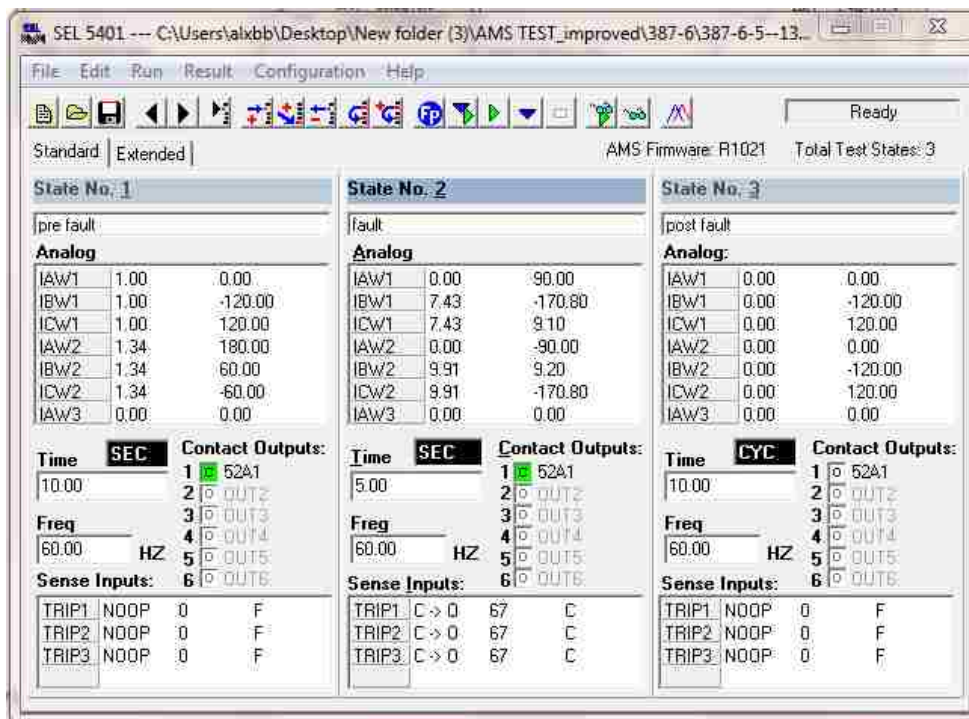 SEL 5401 --- C:\Users\alxbb\Desktop\New folder (3)\AMS TEST_improved\387-6\387-6-5--13...
File Edit Run Result Configuration Help
Ready
Standard Extended AMS Firmware: R1021 Total Test States: 3
State No. 1
pre fault
Analog
IAW1 1.00 0.00
IBW1 1.00 -120.00
ICW1 1.00 120.00
IAW2 1.34 180.00
IBW2 1.34 60.00
ICW2 1.34 -60.00
IAW3 0.00 0.00
Time SEC
10.00
Freq
60.00 HZ
Contact Outputs:
1 C 52A1
2 O OUT2
3 O OUT3
4 O OUT4
5 O OUT5
6 O OUT6
Sense Inputs:
TRIP1 NOOP 0 F
TRIP2 NOOP 0 F
TRIP3 NOOP 0 F
State No. 2
fault
Analog
IAW1 0.00 -90.00
IBW1 7.43 -170.80
ICW1 7.43 9.10
IAW2 0.00 -90.00
IBW2 9.91 9.20
ICW2 9.91 -170.80
IAW3 0.00 0.00
Time SEC
5.00
Freq
60.00 HZ
Contact Outputs:
1 C 52A1
2 O OUT2
3 O OUT3
4 O OUT4
5 O OUT5
6 O OUT6
Sense Inputs:
TRIP1 C -> O 67 C
TRIP2 C -> O 67 C
TRIP3 C -> O 67 C
State No. 3
post fault
Analog:
IAW1 0.00 0.00
IBW1 0.00 -120.00
ICW1 0.00 120.00
IAW2 0.00 0.00
IBW2 0.00 -120.00
ICW2 0.00 120.00
IAW3 0.00 0.00
Time CYC
10.00
Freq
60.00 HZ
Contact Outputs:
1 O 52A1
2 O OUT2
3 O OUT3
4 O OUT4
5 O OUT5
6 O OUT6
Sense Inputs:
TRIP1 NOOP 0 F
TRIP2 NOOP 0 F
TRIP3 NOOP 0 F